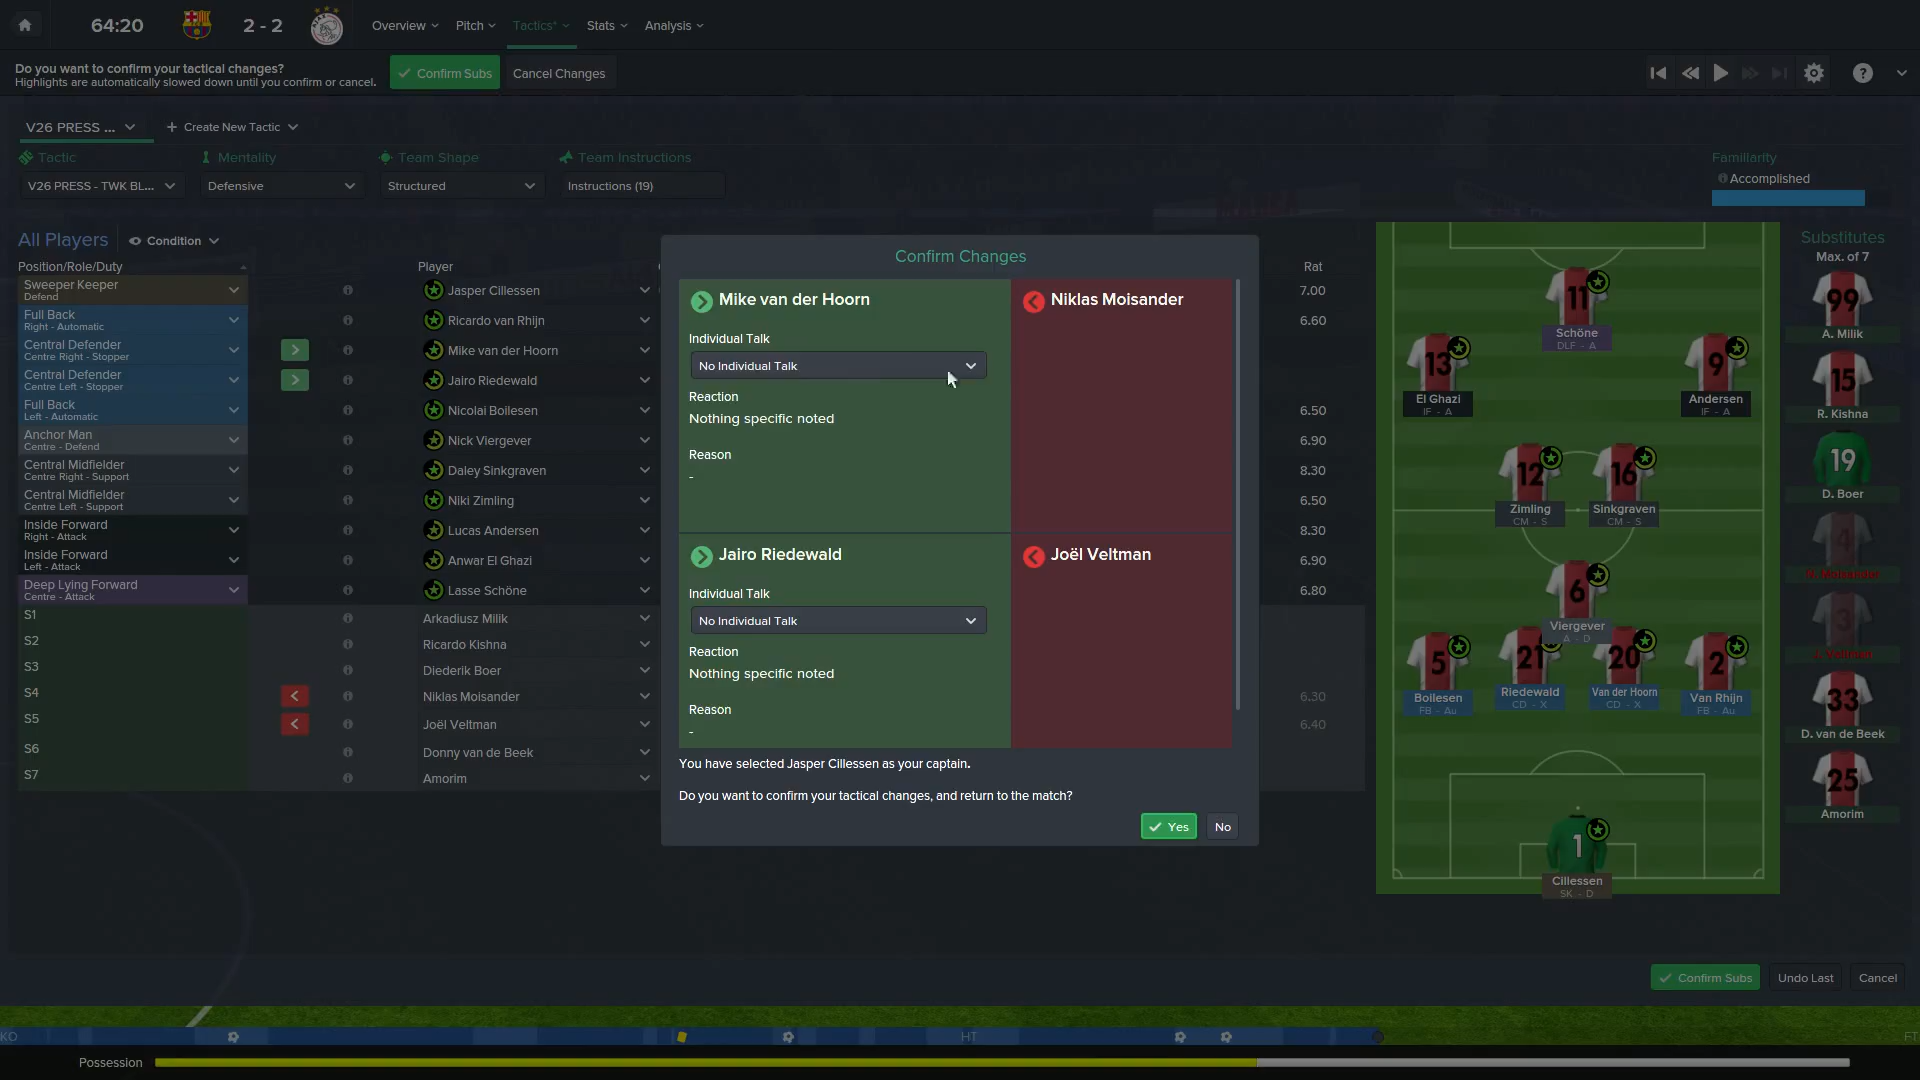 64:20
2 - 2
Overview
Pitch
Tactics*
Stats
Analysis
Do you want to confirm your tactical changes?
Highlights are automatically slowed down until you confirm or cancel.
Confirm Subs
Cancel Changes
?
V26 PRESS ...
+ Create New Tactic
Tactic
Mentality
Team Shape
Team Instructions
V26 PRESS - TWK BL...
Defensive
Structured
Instructions (19)
Familiarity
Accomplished
All Players
Condition
Position/Role/Duty
Player
Rat
Sweeper Keeper
Defend
Jasper Cillessen
7.00
Full Back
Right - Automatic
Ricardo van Rhijn
6.60
Central Defender
Centre Right - Stopper
Mike van der Hoorn
Central Defender
Centre Left - Stopper
Jairo Riedewald
Full Back
Left - Automatic
Nicolai Boilesen
6.50
Anchor Man
Centre - Defend
Nick Viergever
6.90
Central Midfielder
Centre Right - Support
Daley Sinkgraven
8.30
Central Midfielder
Centre Left - Support
Niki Zimling
6.50
Inside Forward
Right - Attack
Lucas Andersen
8.30
Inside Forward
Left - Attack
Anwar El Ghazi
6.90
Deep Lying Forward
Centre - Attack
Lasse Schöne
6.80
S1
Arkadiusz Milik
S2
Ricardo Kishna
S3
Diederik Boer
S4
Niklas Moisander
6.30
S5
Joël Veltman
6.40
S6
Donny van de Beek
S7
Amorim
Confirm Changes
Mike van der Hoorn
Niklas Moisander
Individual Talk
No Individual Talk
Reaction
Nothing specific noted
Reason
-
Jairo Riedewald
Joël Veltman
Individual Talk
No Individual Talk
Reaction
Nothing specific noted
Reason
-
You have selected Jasper Cillessen as your captain.
Do you want to confirm your tactical changes, and return to the match?
Yes
No
11
Schöne
DLF - A
13
El Ghazi
IF - A
9
Andersen
IF - A
12
Zimling
CM - S
16
Sinkgraven
CM - S
6
Viergever
A - D
5
Boilesen
FB - Au
21
Riedewald
CD - X
20
Van der Hoorn
CD - X
2
Van Rhijn
FB - Au
1
Cillessen
SK - D
Substitutes
Max. of 7
99
A. Milik
15
R. Kishna
19
D. Boer
4
N. Moisander
3
J. Veltman
33
D. van de Beek
25
Amorim
Confirm Subs
Undo Last
Cancel
KO
HT
FT
Possession